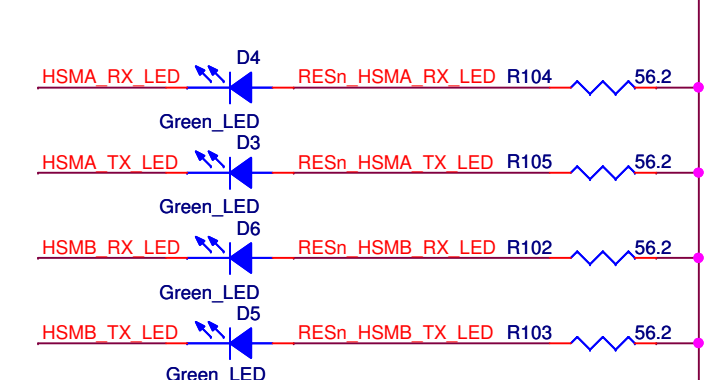 D4
HSMA_RX_LED RESn_HSMA_RX_LED R104 56.2
Green_LED
D3
HSMA_TX_LED RESn_HSMA_TX_LED R105 56.2
Green_LED
D6
HSMB_RX_LED RESn_HSMB_RX_LED R102 56.2
Green_LED
D5
HSMB_TX_LED RESn_HSMB_TX_LED R103 56.2
Green_LED